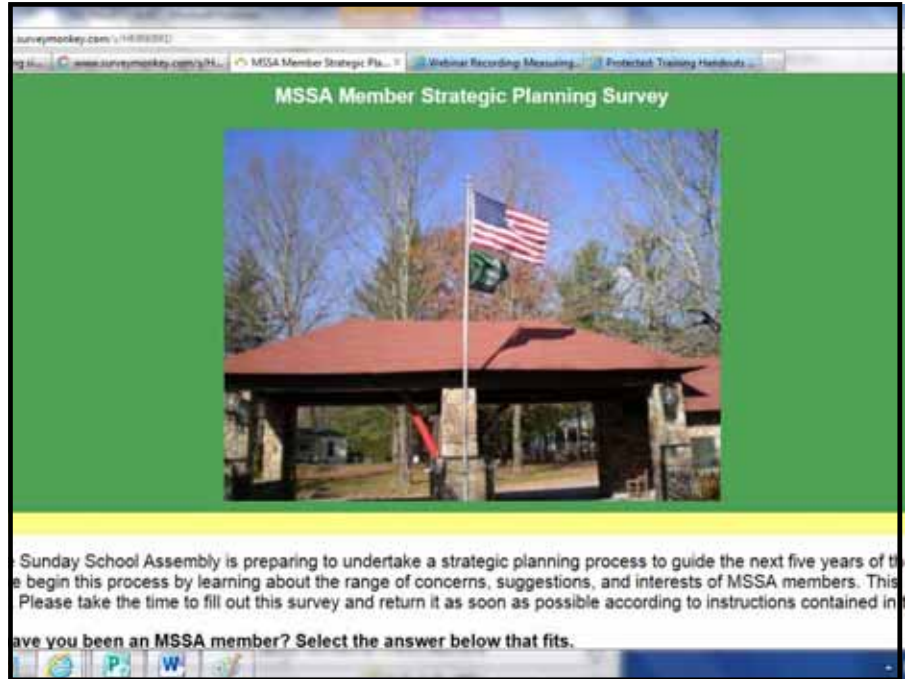 surveymonkey.com/s/
www.surveymonkey.com/s/H... MSSA Member Strategic Pla... Webinar Recording: Measuring... Protected: Training Handouts
MSSA Member Strategic Planning Survey
Sunday School Assembly is preparing to undertake a strategic planning process to guide the next five years of
begin this process by learning about the range of concerns, suggestions, and interests of MSSA members. This
Please take the time to fill out this survey and return it as soon as possible according to instructions contained in
ave you been an MSSA member? Select the answer below that fits.
P
W